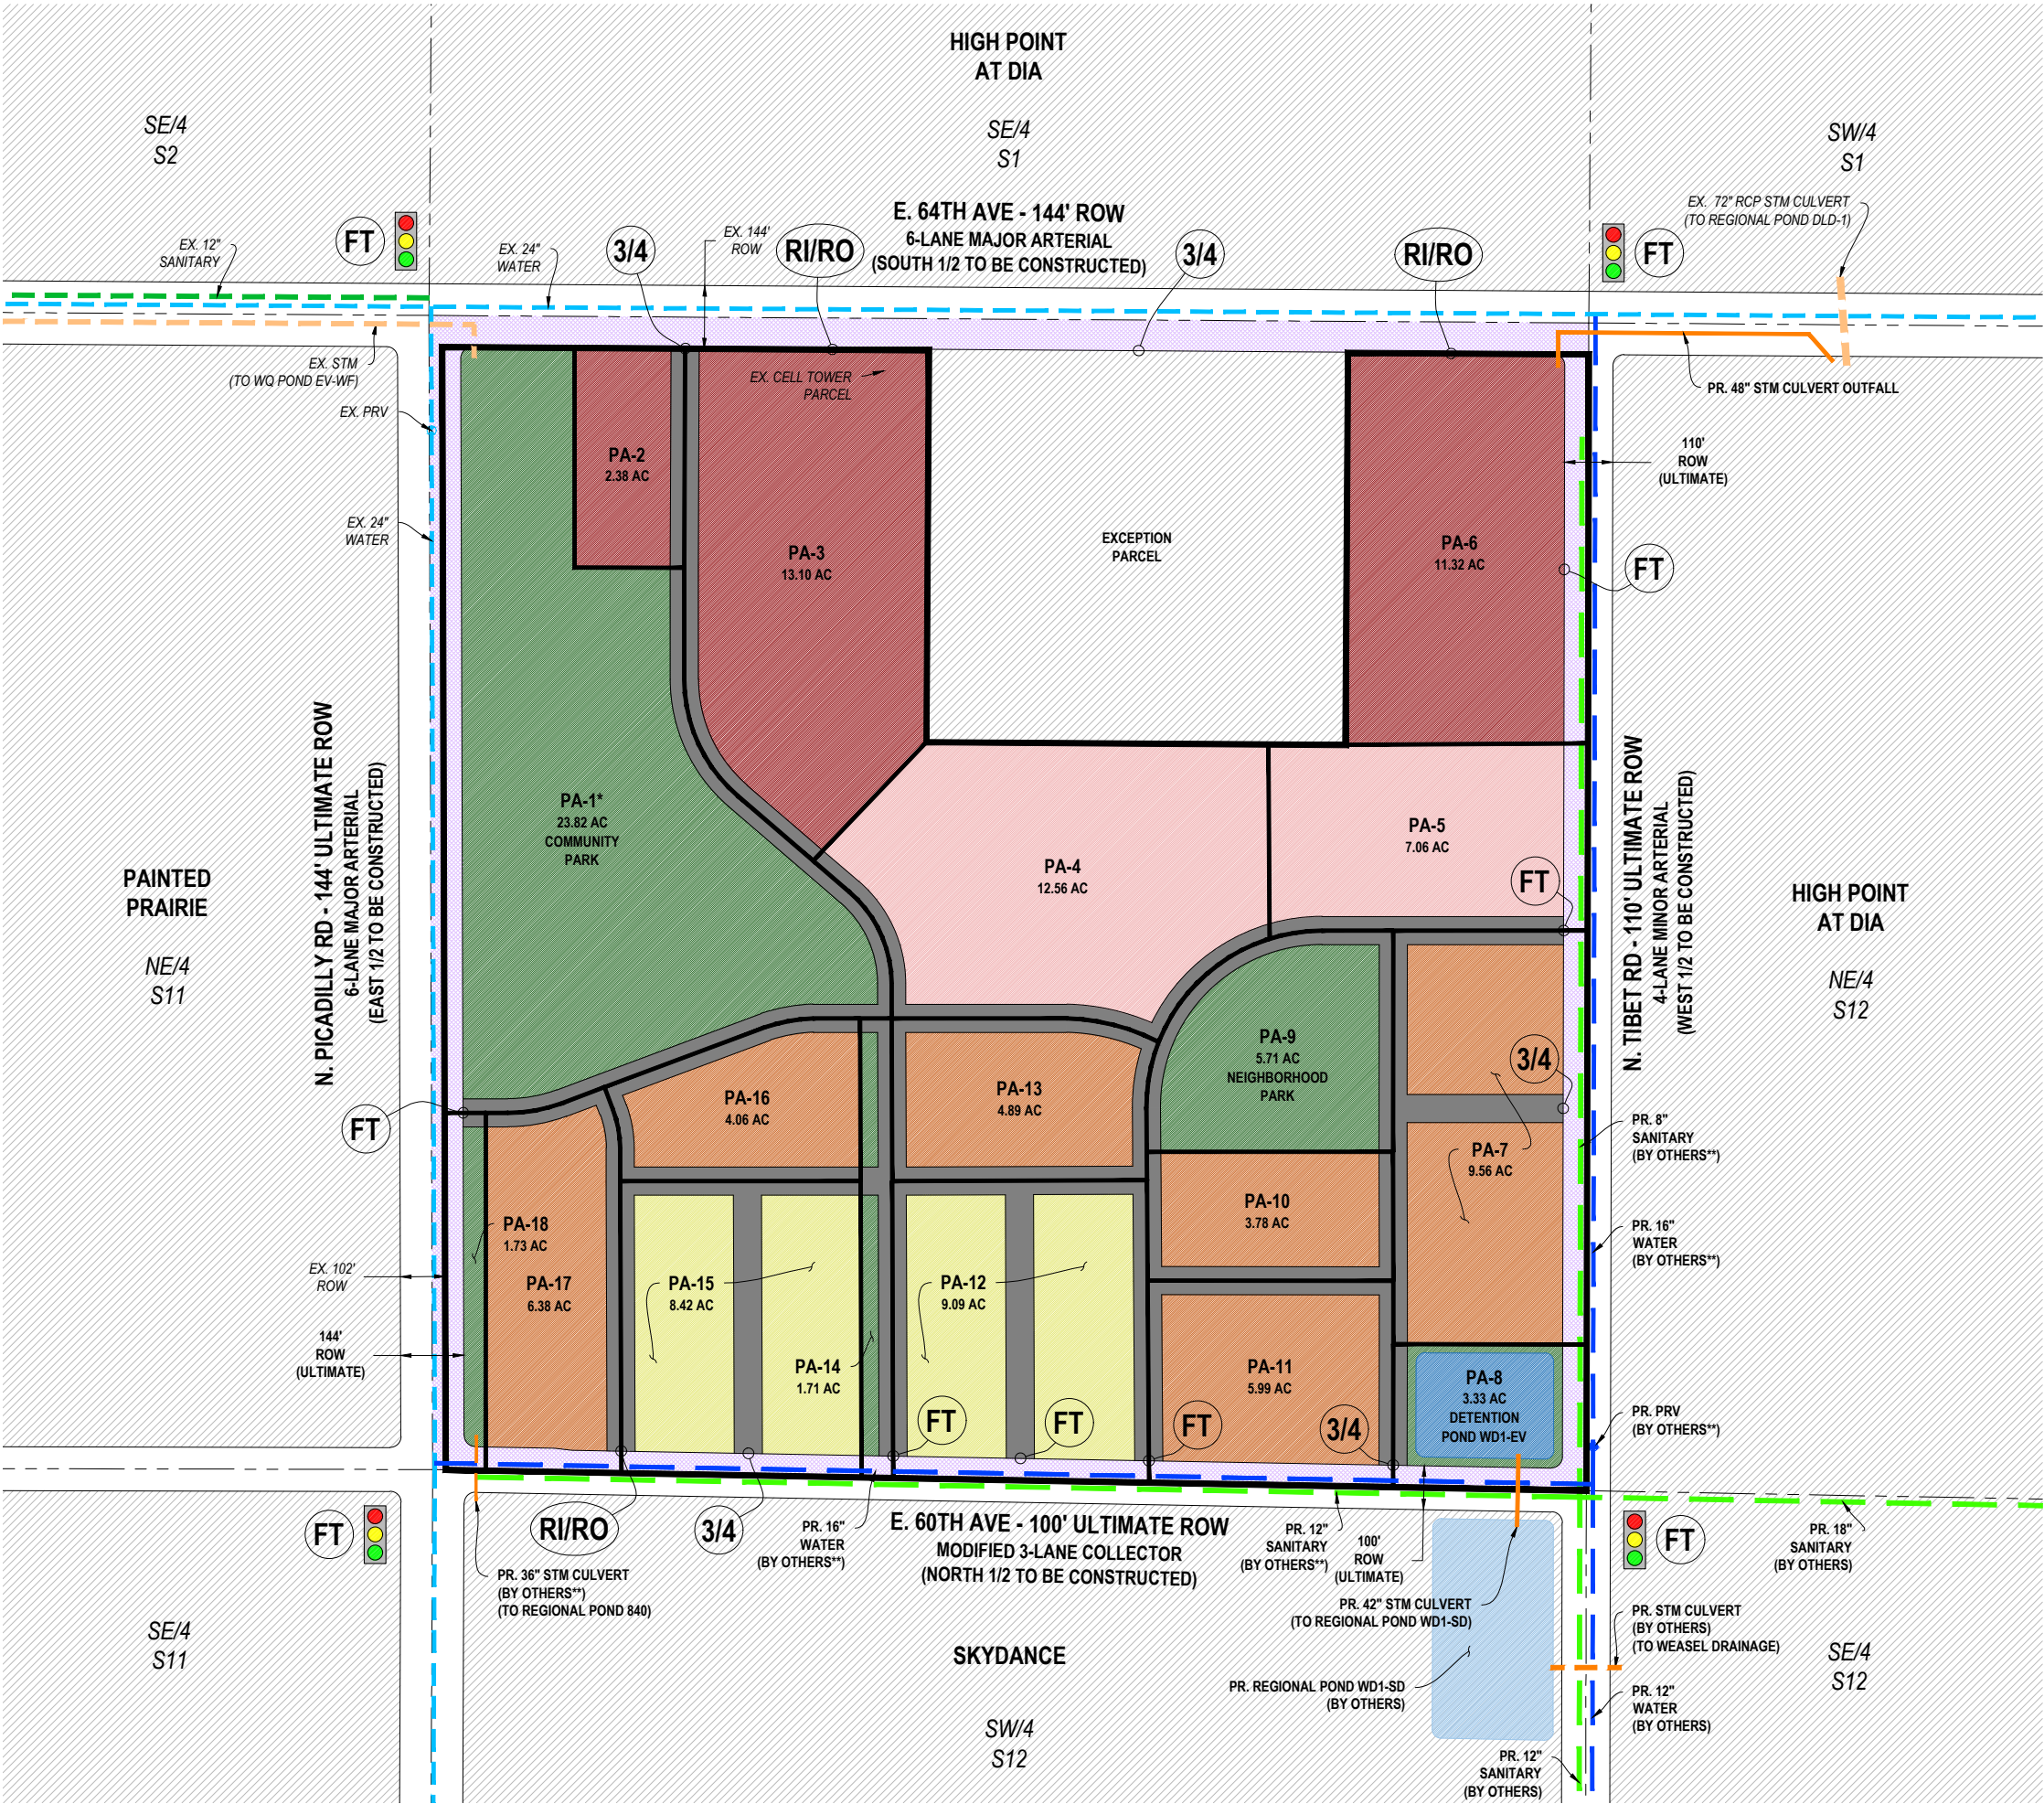 HIGH POINT
AT DIA
SE/4
S2
SE/4
S1
SW/4
S1
EX. 72" RCP STM CULVERT
(TO REGIONAL POND DLD-1)
E. 64TH AVE - 144' ROW
6-LANE MAJOR ARTERIAL
(SOUTH 1/2 TO BE CONSTRUCTED)
FT
EX. 12"
SANITARY
EX. 24"
WATER
3/4
EX. 144'
ROW
RI/RO
3/4
RI/RO
FT
EX. STM
(TO WQ POND EV-WF)
EX. PRV
EX. 24"
WATER
EX. CELL TOWER
PARCEL
PR. 48" STM CULVERT OUTFALL
110'
ROW
(ULTIMATE)
PA-2
2.38 AC
PA-3
13.10 AC
EXCEPTION
PARCEL
PA-6
11.32 AC
FT
PA-1*
23.82 AC
COMMUNITY
PARK
PA-4
12.56 AC
PA-5
7.06 AC
FT
N. PICADILLY RD - 144' ULTIMATE ROW
6-LANE MAJOR ARTERIAL
(EAST 1/2 TO BE CONSTRUCTED)
N. TIBET RD - 110' ULTIMATE ROW
4-LANE MINOR ARTERIAL
(WEST 1/2 TO BE CONSTRUCTED)
PAINTED
PRAIRIE
NE/4
S11
HIGH POINT
AT DIA
NE/4
S12
PA-9
5.71 AC
NEIGHBORHOOD
PARK
3/4
PA-16
4.06 AC
PA-13
4.89 AC
FT
PA-7
9.56 AC
PR. 8"
SANITARY
(BY OTHERS**)
PA-10
3.78 AC
PA-18
1.73 AC
PR. 16"
WATER
(BY OTHERS**)
EX. 102'
ROW
PA-17
6.38 AC
PA-15
8.42 AC
PA-12
9.09 AC
144'
ROW
(ULTIMATE)
PA-14
1.71 AC
PA-11
5.99 AC
PA-8
3.33 AC
DETENTION
POND WD1-EV
FT
FT
FT
3/4
PR. PRV
(BY OTHERS**)
FT
RI/RO
3/4
PR. 16"
WATER
(BY OTHERS**)
E. 60TH AVE - 100' ULTIMATE ROW
MODIFIED 3-LANE COLLECTOR
(NORTH 1/2 TO BE CONSTRUCTED)
PR. 12"
SANITARY
(BY OTHERS**)
100'
ROW
(ULTIMATE)
FT
PR. 18"
SANITARY
(BY OTHERS)
PR. 36" STM CULVERT
(BY OTHERS**)
(TO REGIONAL POND 840)
PR. 42" STM CULVERT
(TO REGIONAL POND WD1-SD)
PR. STM CULVERT
(BY OTHERS)
(TO WEASEL DRAINAGE)
SE/4
S11
SKYDANCE
SE/4
S12
PR. REGIONAL POND WD1-SD
(BY OTHERS)
PR. 12"
WATER
(BY OTHERS)
SW/4
S12
PR. 12"
SANITARY
(BY OTHERS)